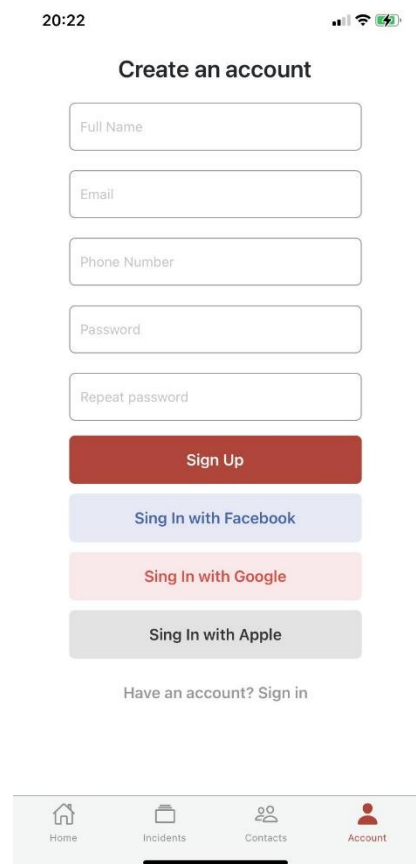 20:22
Create an account
Full Name
Email
Phone Number
Password
Repeat password
Sign Up
Sing In with Facebook
Sing In with Google
Sing In with Apple
Have an account? Sign in
Home Incidents Contacts Account